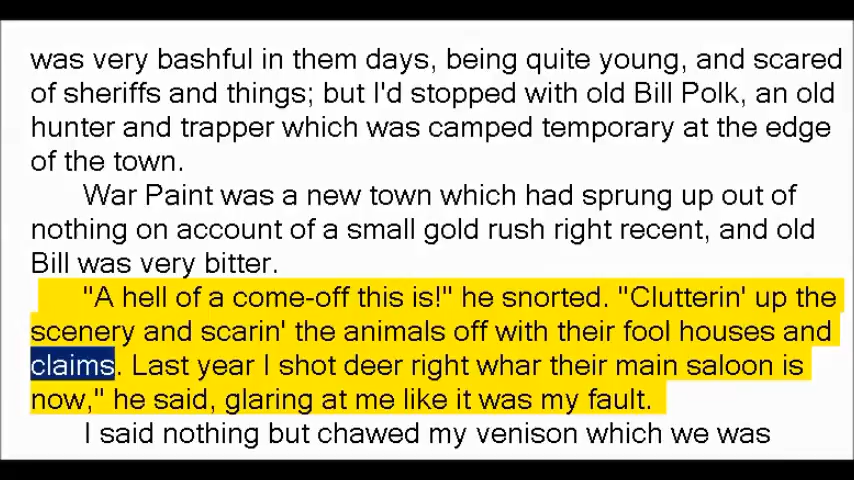 was very bashful in them days, being quite young, and scared
of sheriffs and things; but I'd stopped with old Bill Polk, an old
hunter and trapper which was camped temporary at the edge
of the town.
War Paint was a new town which had sprung up out of
nothing on account of a small gold rush right recent, and old
Bill was very bitter.
"A hell of a come-off this is!" he snorted. "Clutterin' up the
scenery and scarin' the animals off with their fool houses and
claims. Last year I shot deer right whar their main saloon is
now," he said, glaring at me like it was my fault.
I said nothing but chawed my venison which we was